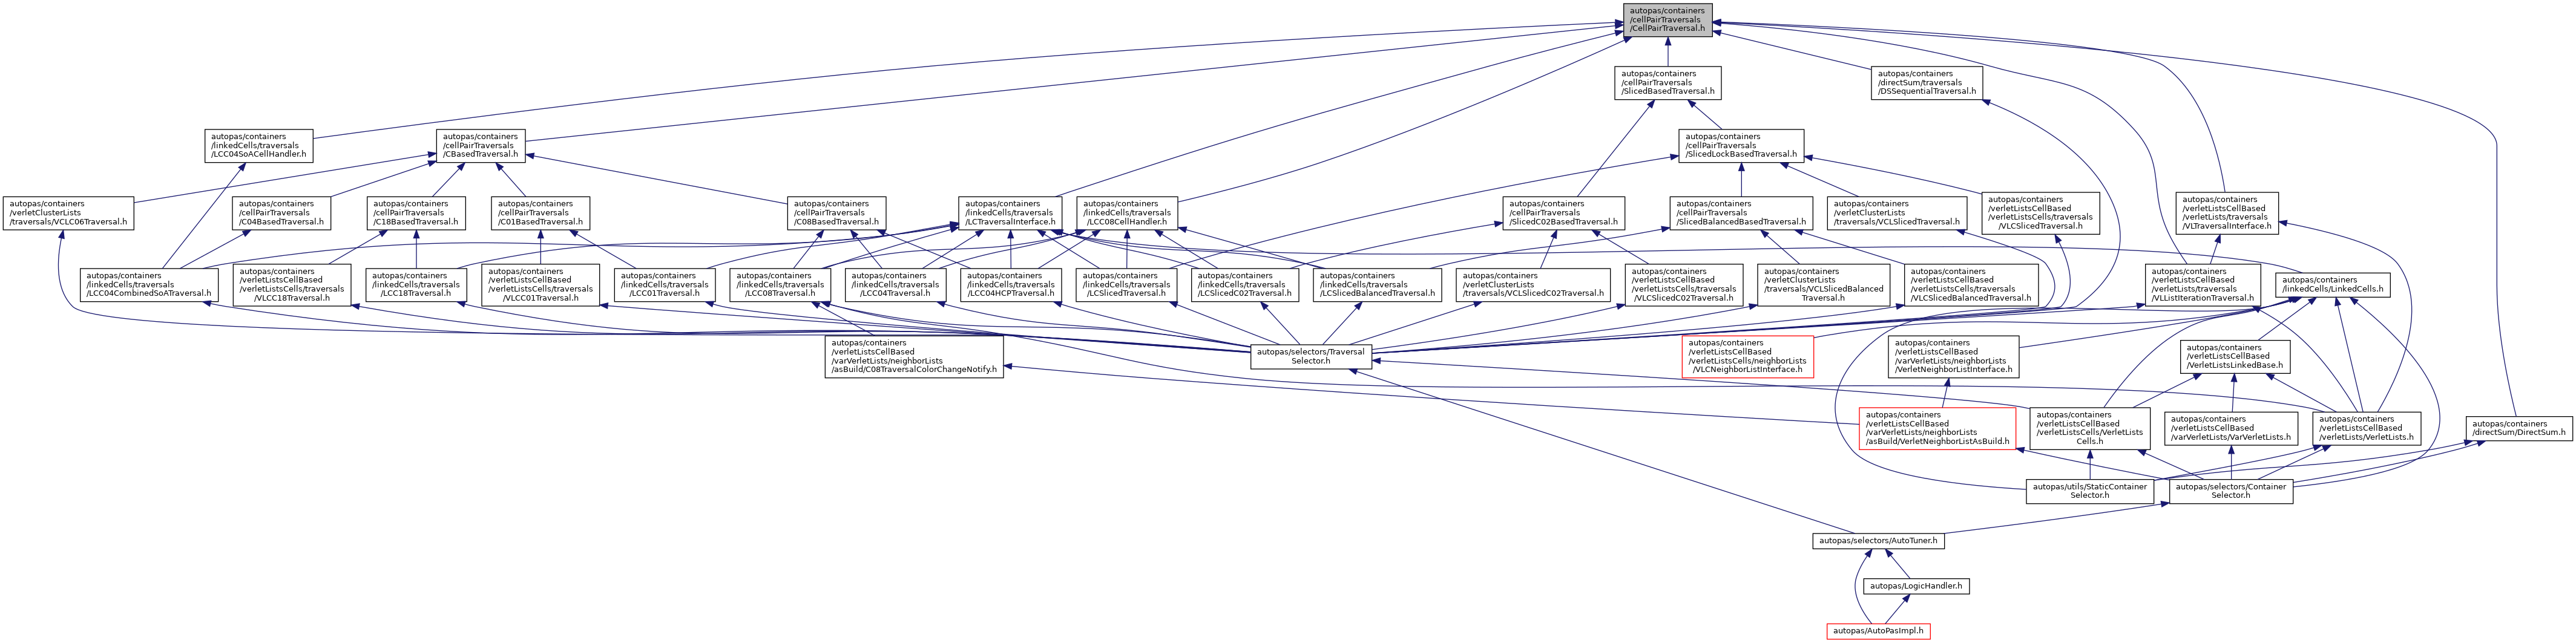 autopas/containers
/cellPairTraversals
/CellPairTraversal.h
autopas/containers
/cellPairTraversals
/SlicedBasedTraversal.h
autopas/containers
/directSum/traversals
/DSSequentialTraversal.h
autopas/containers
/linkedCells/traversals
/LCC04SoACellHandler.h
autopas/containers
/cellPairTraversals
/CBasedTraversal.h
autopas/containers
/cellPairTraversals
/SlicedLockBasedTraversal.h
autopas/containers
/verletClusterLists
/traversals/VCLC06Traversal.h
autopas/containers
/cellPairTraversals
/C04BasedTraversal.h
autopas/containers
/cellPairTraversals
/C18BasedTraversal.h
autopas/containers
/cellPairTraversals
/C01BasedTraversal.h
autopas/containers
/cellPairTraversals
/C08BasedTraversal.h
autopas/containers
/linkedCells/traversals
/LCTraversalInterface.h
autopas/containers
/linkedCells/traversals
/LCC08CellHandler.h
autopas/containers
/cellPairTraversals
/SlicedC02BasedTraversal.h
autopas/containers
/cellPairTraversals
/SlicedBalancedBasedTraversal.h
autopas/containers
/verletClusterLists
/traversals/VCLSlicedTraversal.h
autopas/containers
/verletListsCellBased
/verletListsCells/traversals
/VLCSlicedTraversal.h
autopas/containers
/verletListsCellBased
/verletLists/traversals
/VLTraversalInterface.h
autopas/containers
/linkedCells/traversals
/LCC04CombinedSoATraversal.h
autopas/containers
/verletListsCellBased
/verletListsCells/traversals
/VLCC18Traversal.h
autopas/containers
/linkedCells/traversals
/LCC18Traversal.h
autopas/containers
/verletListsCellBased
/verletListsCells/traversals
/VLCC01Traversal.h
autopas/containers
/linkedCells/traversals
/LCC01Traversal.h
autopas/containers
/linkedCells/traversals
/LCC08Traversal.h
autopas/containers
/linkedCells/traversals
/LCC04Traversal.h
autopas/containers
/linkedCells/traversals
/LCC04HCPTraversal.h
autopas/containers
/linkedCells/traversals
/LCSlicedTraversal.h
autopas/containers
/linkedCells/traversals
/LCSlicedC02Traversal.h
autopas/containers
/linkedCells/traversals
/LCSlicedBalancedTraversal.h
autopas/containers
/verletClusterLists
/traversals/VCLSlicedC02Traversal.h
autopas/containers
/verletListsCellBased
/verletListsCells/traversals
/VLCSlicedC02Traversal.h
autopas/containers
/verletClusterLists
/traversals/VCLSlicedBalanced
Traversal.h
autopas/containers
/verletListsCellBased
/verletListsCells/traversals
/VLCSlicedBalancedTraversal.h
autopas/containers
/verletListsCellBased
/verletLists/traversals
/VLListIterationTraversal.h
autopas/containers
/linkedCells/LinkedCells.h
autopas/containers
/verletListsCellBased
/varVerletLists/neighborLists
/asBuild/C08TraversalColorChangeNotify.h
autopas/selectors/Traversal
Selector.h
autopas/containers
/verletListsCellBased
/verletListsCells/neighborLists
/VLCNeighborListInterface.h
autopas/containers
/verletListsCellBased
/varVerletLists/neighborLists
/VerletNeighborListInterface.h
autopas/containers
/verletListsCellBased
/VerletListsLinkedBase.h
autopas/containers
/verletListsCellBased
/varVerletLists/neighborLists
/asBuild/VerletNeighborListAsBuild.h
autopas/containers
/verletListsCellBased
/verletListsCells/VerletLists
Cells.h
autopas/containers
/verletListsCellBased
/varVerletLists/VarVerletLists.h
autopas/containers
/verletListsCellBased
/verletLists/VerletLists.h
autopas/containers
/directSum/DirectSum.h
autopas/utils/StaticContainer
Selector.h
autopas/selectors/Container
Selector.h
autopas/selectors/AutoTuner.h
autopas/LogicHandler.h
autopas/AutoPasImpl.h